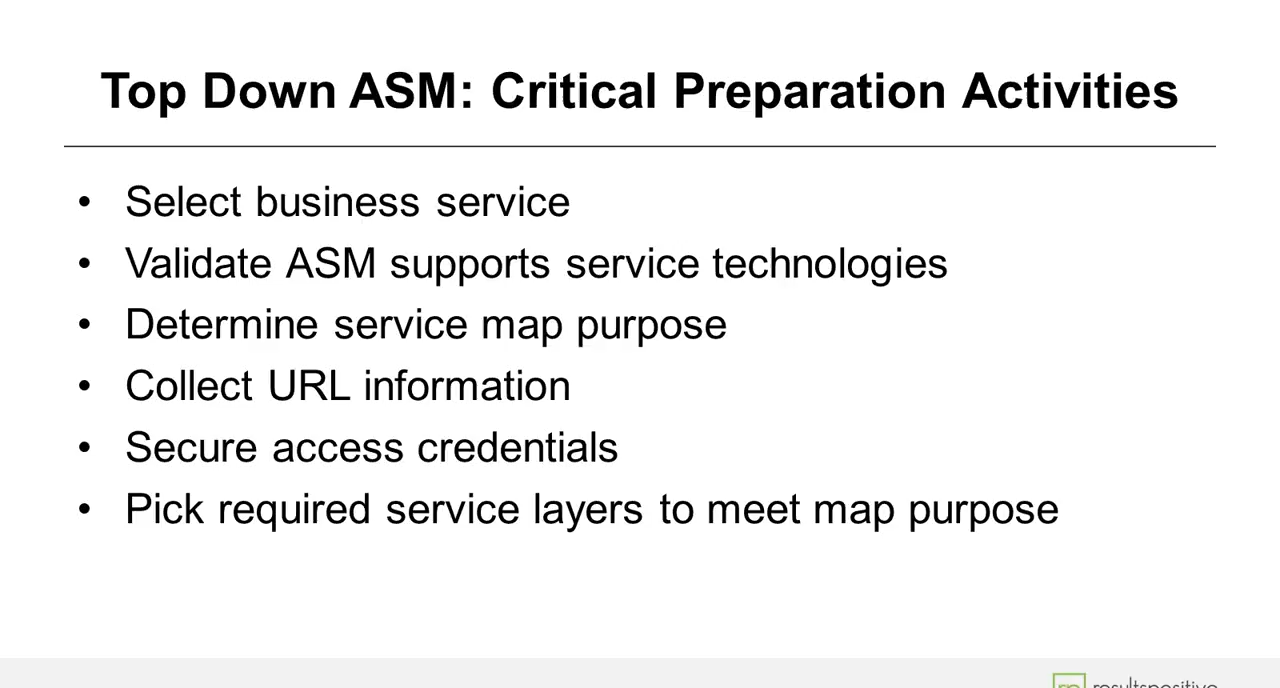 Top Down ASM: Critical Preparation Activities
• Select business service
• Validate ASM supports service technologies
• Determine service map purpose
• Collect URL information
• Secure access credentials
• Pick required service layers to meet map purpose
resultspositive